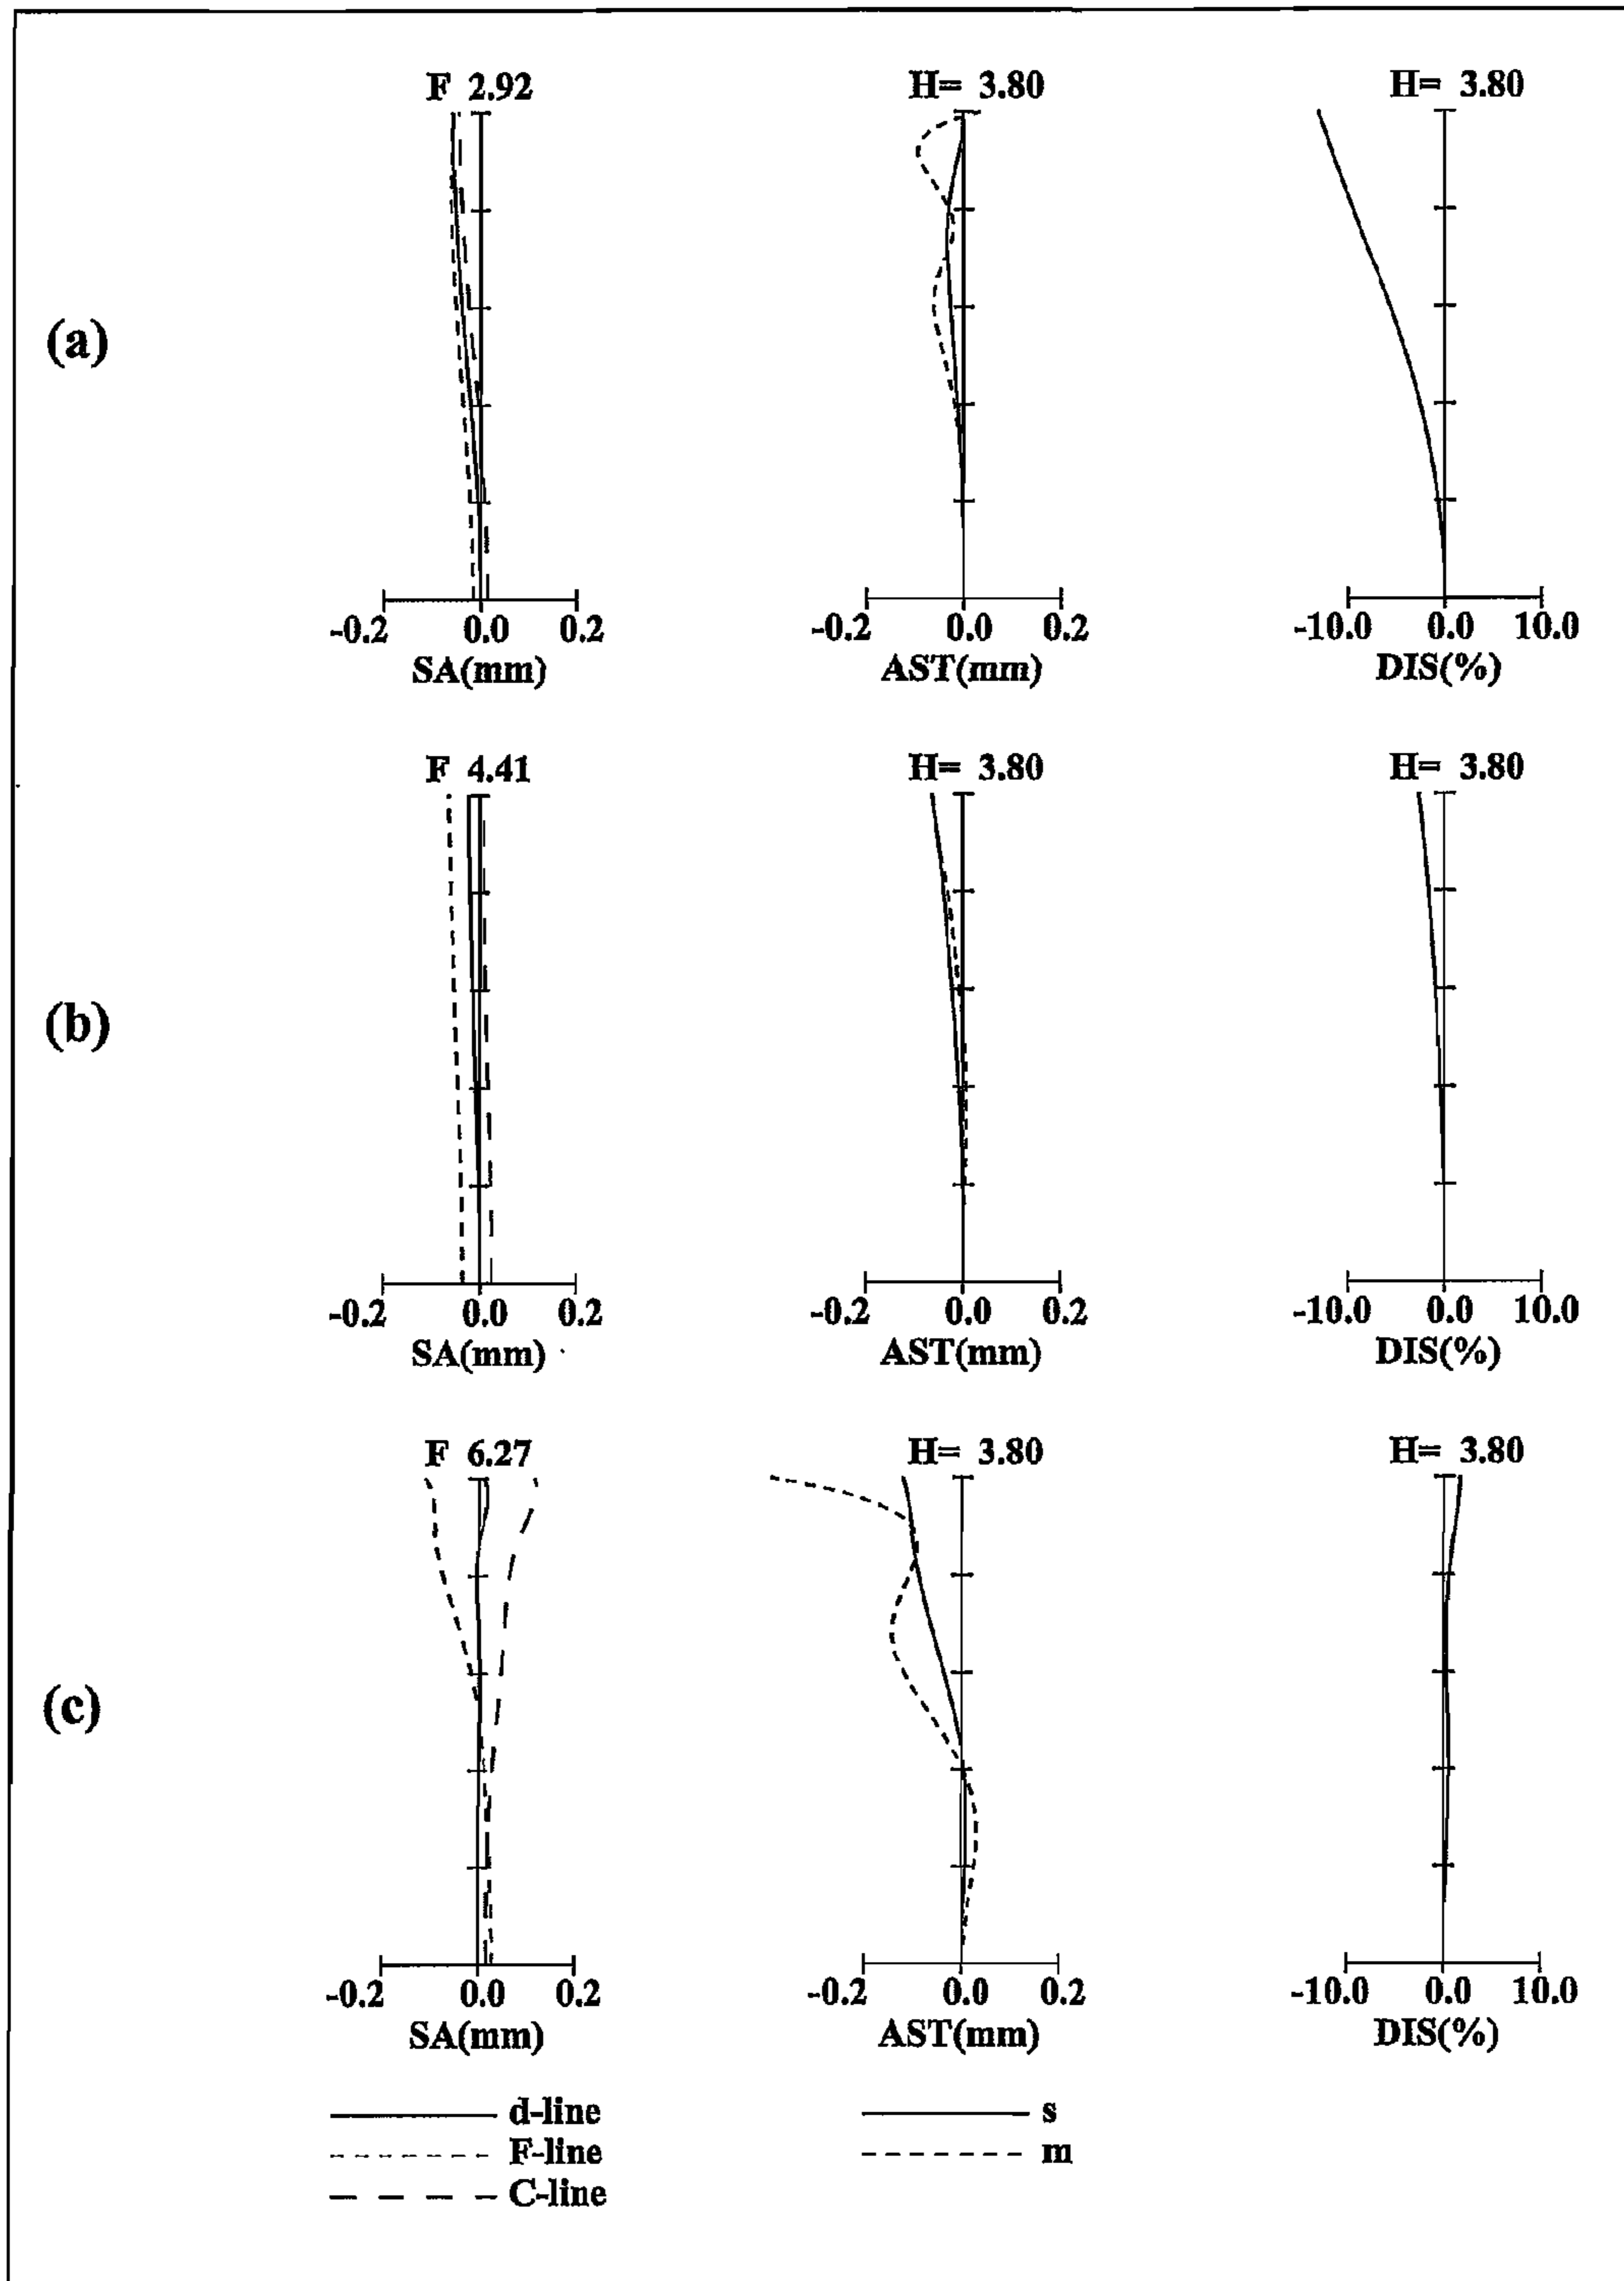 F 2.92 H= 3.80 H= 3.80
(a)
-0.2 0.0 0.2 -0.2 0.0 0.2 -10.0 0.0 10.0
SA(mm) AST(mm) DIS(%)
F 4.41 H= 3.80 H= 3.80
(b)
-0.2 0.0 0.2 -0.2 0.0 0.2 -10.0 0.0 10.0
SA(mm) AST(mm) DIS(%)
F 6.27 H= 3.80 H= 3.80
(c)
-0.2 0.0 0.2 -0.2 0.0 0.2 -10.0 0.0 10.0
SA(mm) AST(mm) DIS(%)
d-line s
F-line m
C-line